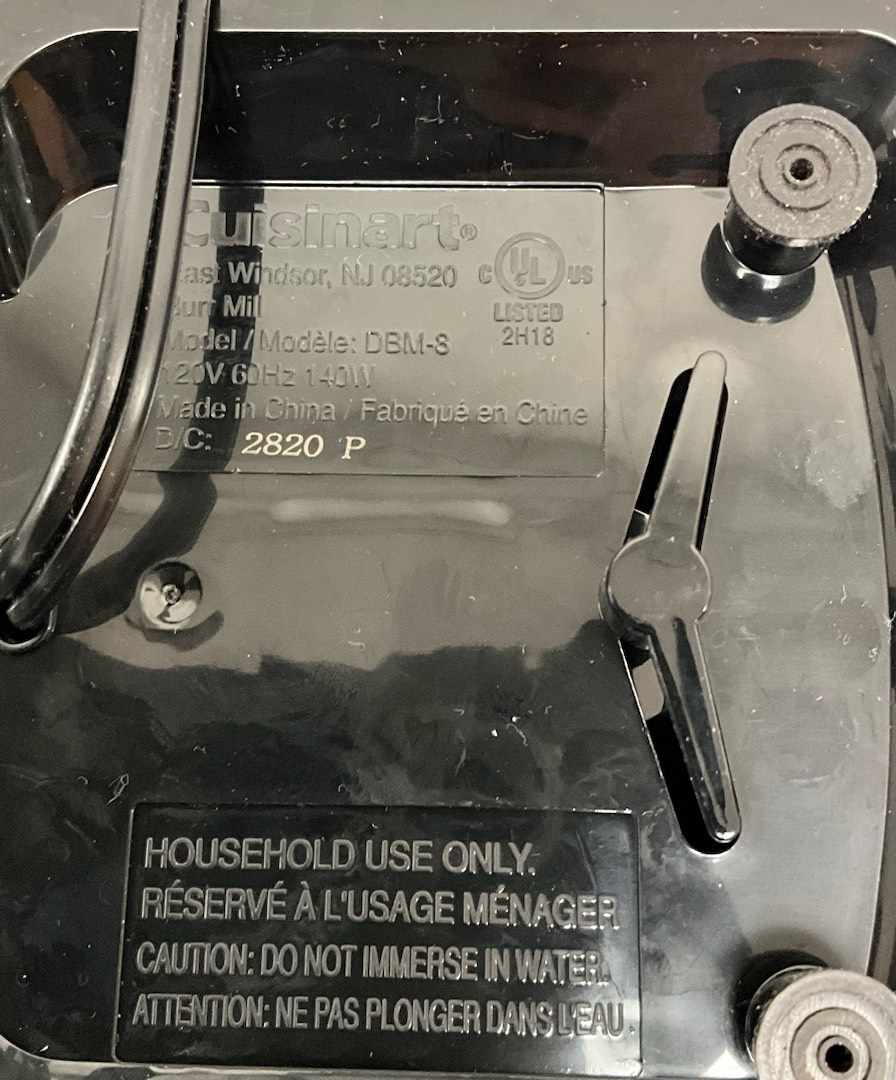 Cuisinart®
East Windsor, NJ 08520
Burr Mill
Model / Modèle: DBM-8
120V 60Hz 140W
Made in China / Fabriqué en Chine
D/C: 2820 P
C UL US
LISTED
2H18
HOUSEHOLD USE ONLY.
RÉSERVÉ À L'USAGE MÉNAGER
CAUTION: DO NOT IMMERSE IN WATER.
ATTENTION: NE PAS PLONGER DANS L'EAU.